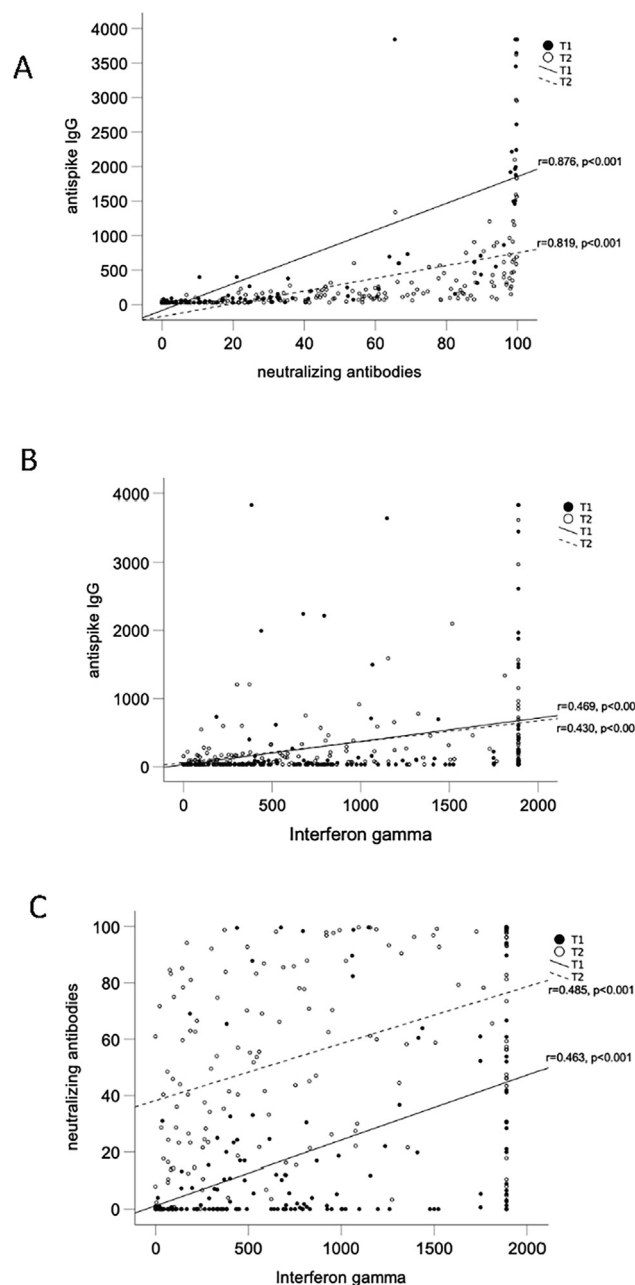 A
4000
3500
3000
2500
2000
1500
1000
500
0
antispike IgG
T1
T2
T1
T2
r=0.876, p<0.001
r=0.819, p<0.001
0 20 40 60 80 100
neutralizing antibodies
B
4000
3000
2000
1000
0
antispike IgG
T1
T2
T1
T2
r=0.469, p<0.00
r=0.430, p<0.00
0 500 1000 1500 2000
Interferon gamma
C
100
80
60
40
20
0
neutralizing antibodies
T1
T2
T1
T2
r=0.485, p<0.001
r=0.463, p<0.001
0 500 1000 1500 2000
Interferon gamma